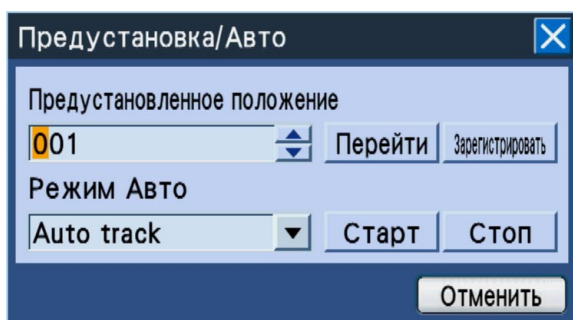 Предустановка/Авто
Предустановленное положение
001 Перейти Зарегистрировать
Режим Авто
Auto track Старт Стоп
Отменить